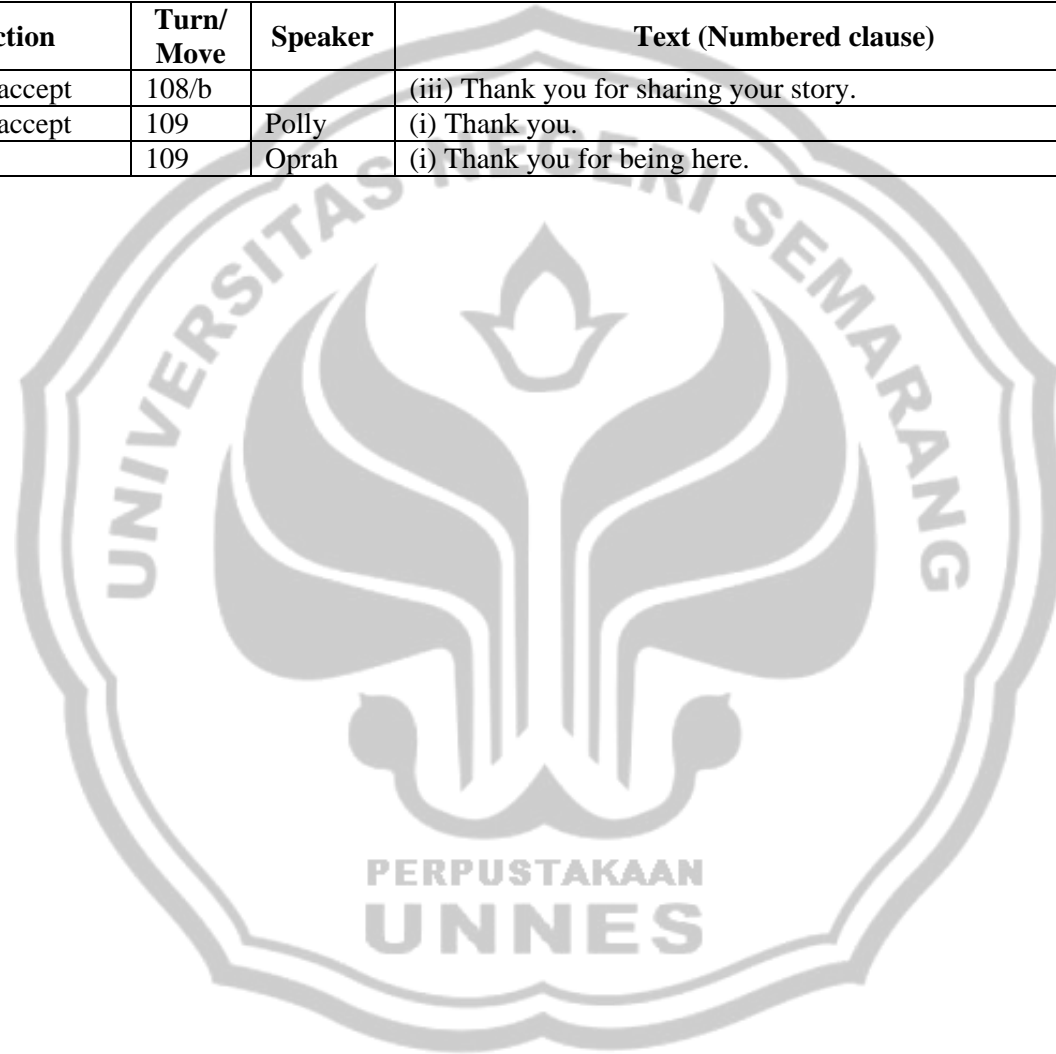 Turn/ Move Speaker Text (Numbered clause)
accept 108/b (iii) Thank you for sharing your story.
accept 109 Polly (i) Thank you.
109 Oprah (i) Thank you for being here.
UNIVERSITAS NEGERI SEMARANG
PERPUSTAKAAN
UNNES